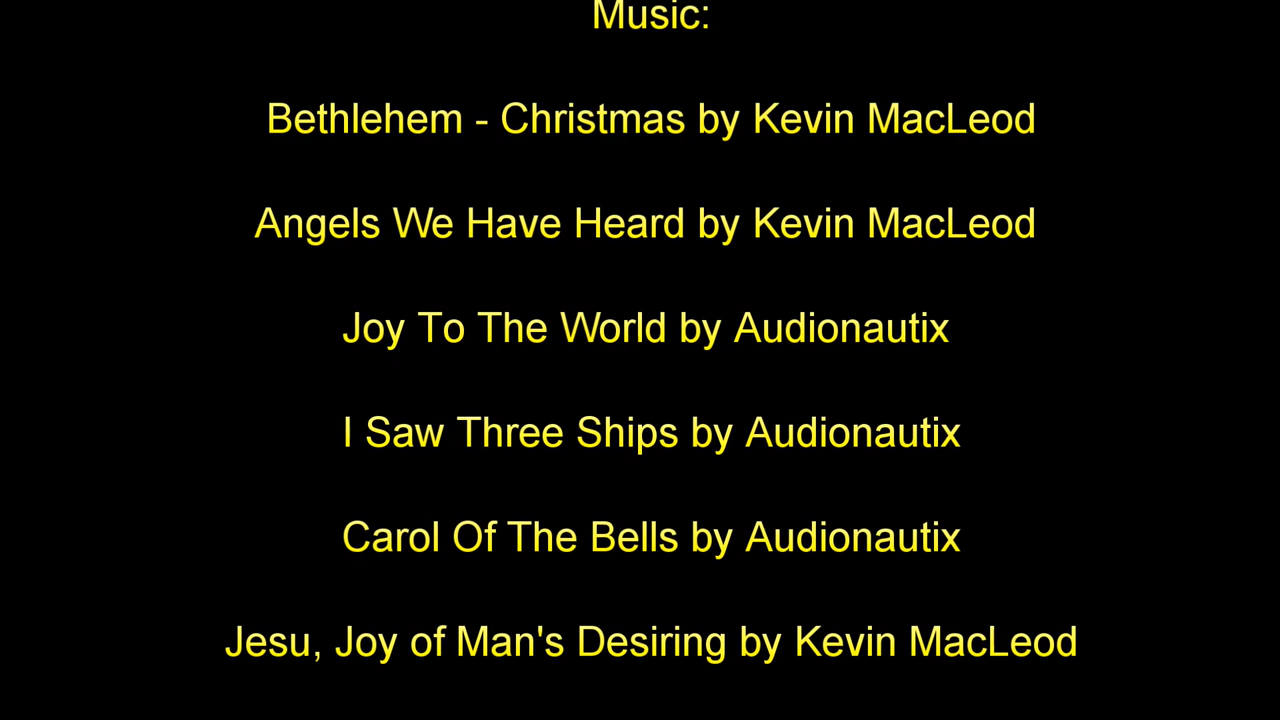 Music:
Bethlehem - Christmas by Kevin MacLeod
Angels We Have Heard by Kevin MacLeod
Joy To The World by Audionautix
I Saw Three Ships by Audionautix
Carol Of The Bells by Audionautix
Jesu, Joy of Man's Desiring by Kevin MacLeod